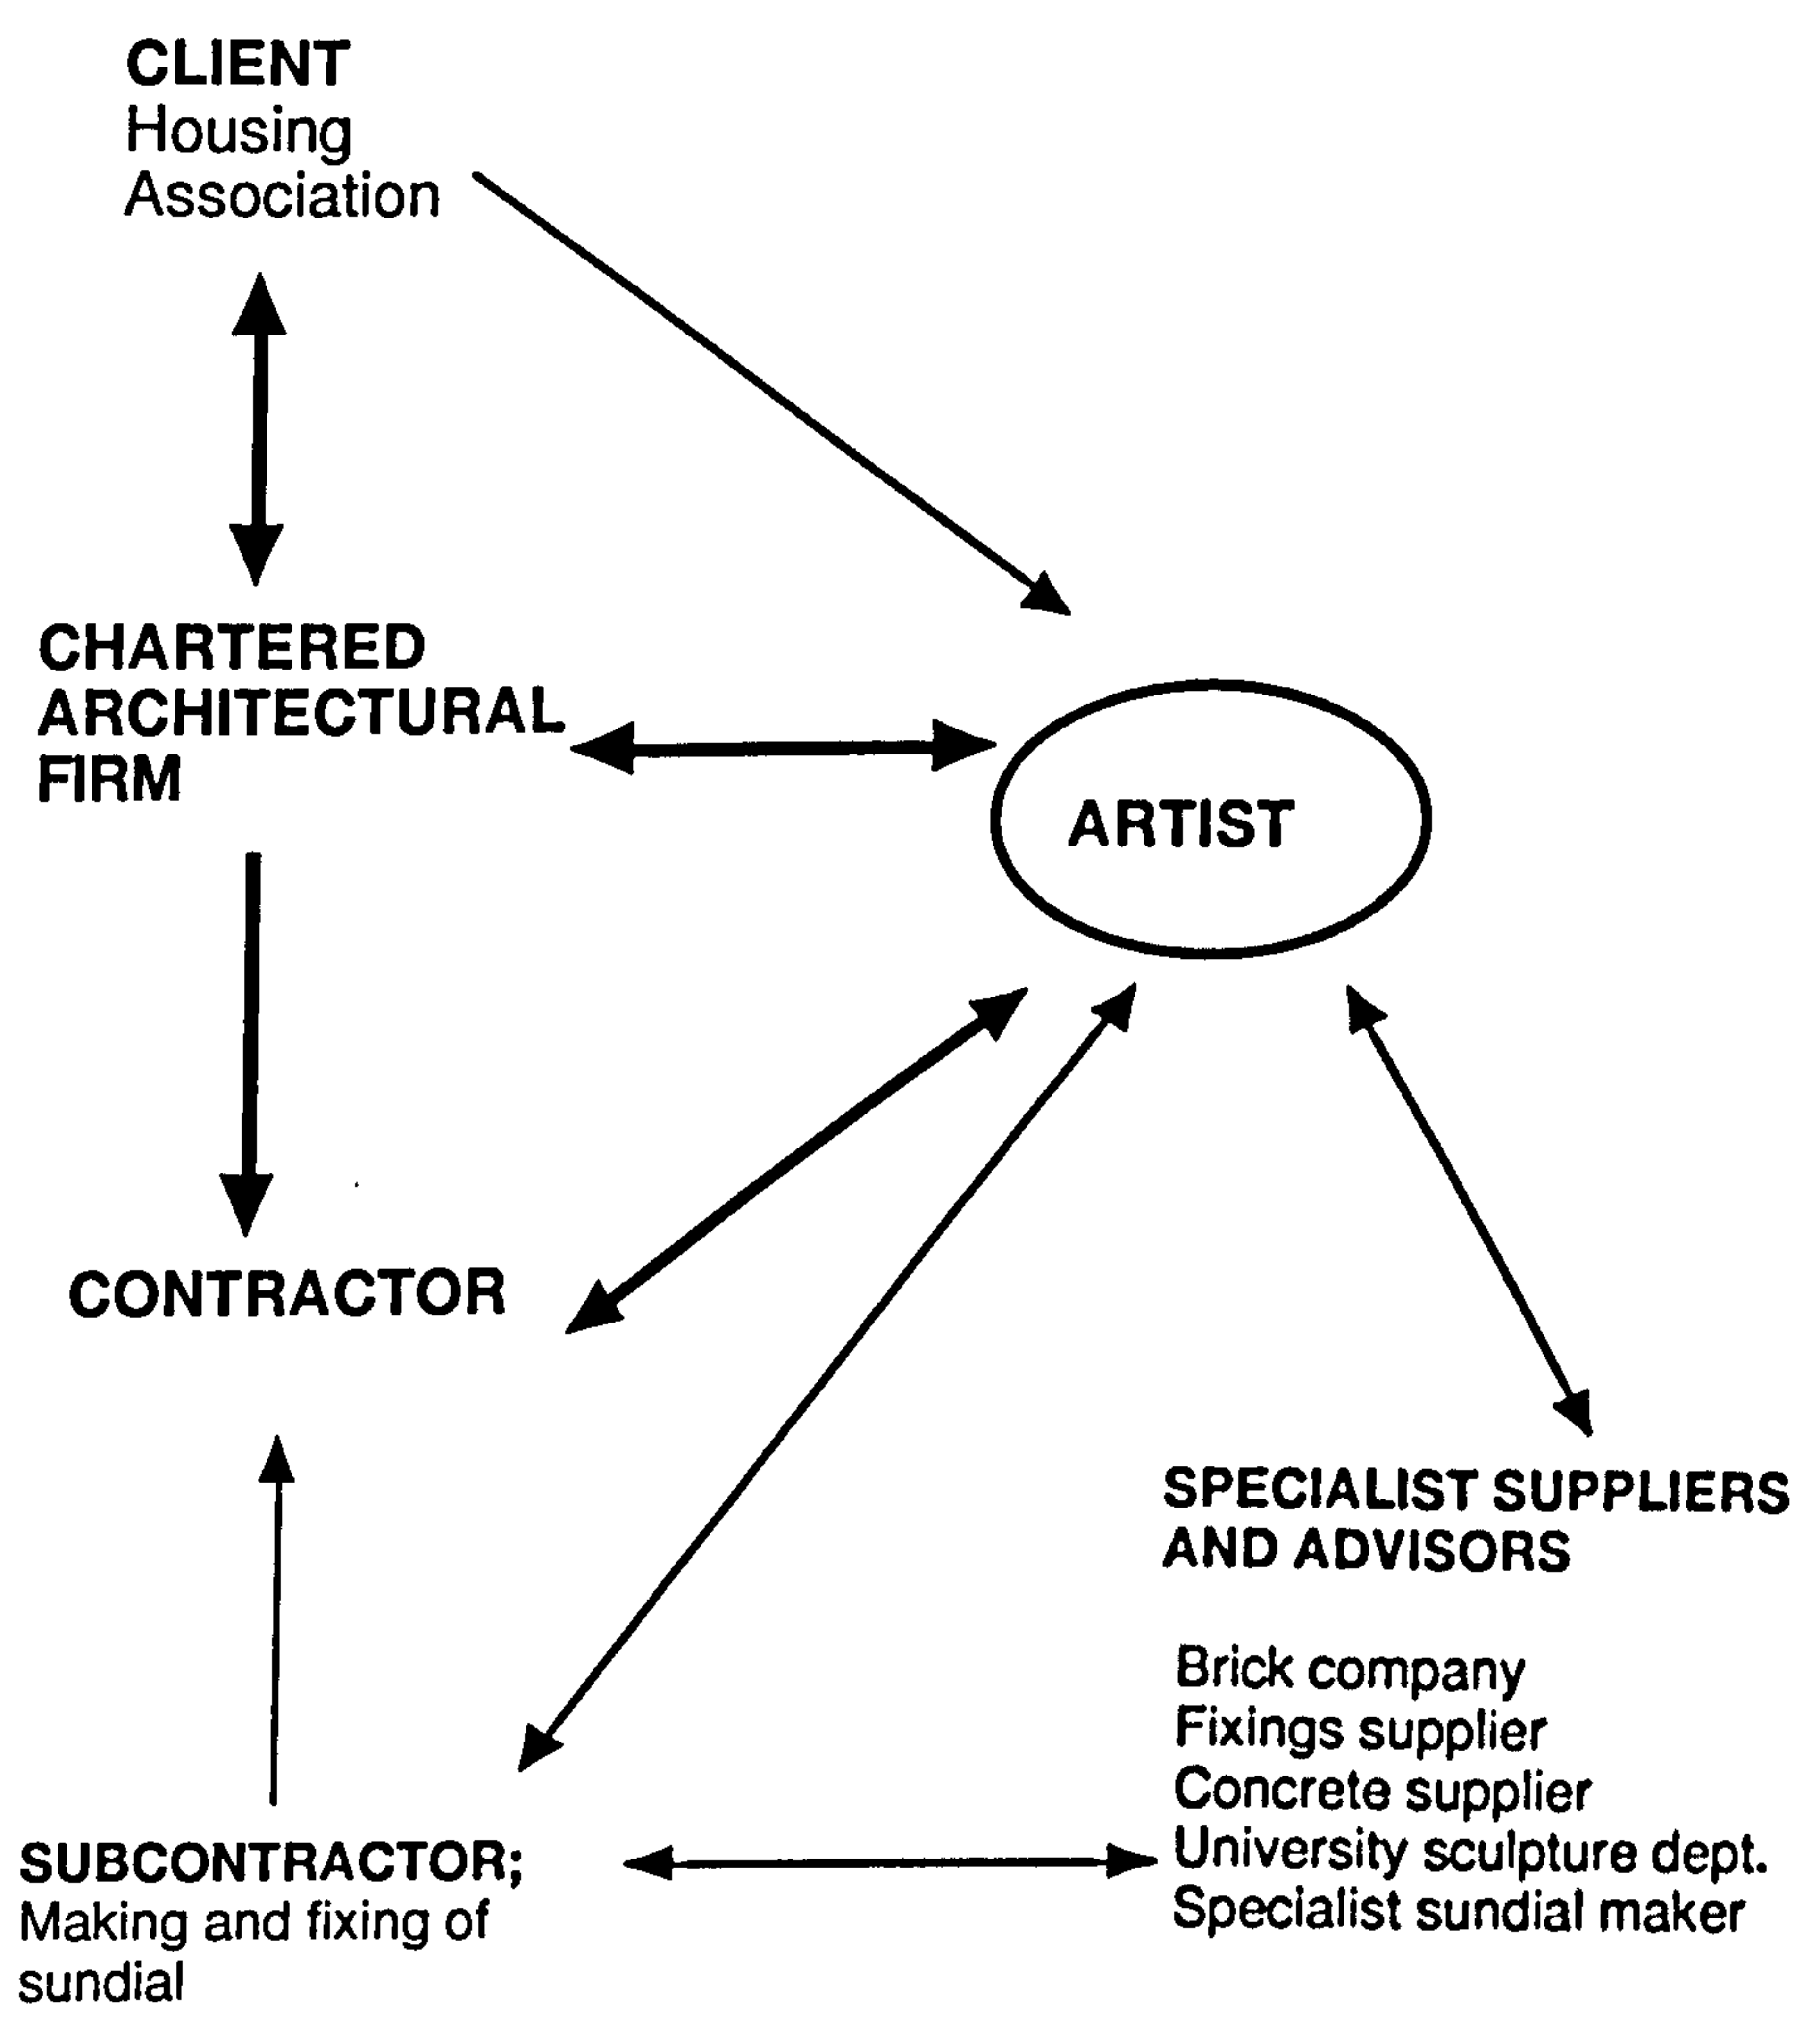 CLIENT
Housing
Association
CHARTERED
ARCHITECTURAL
FIRM
ARTIST
CONTRACTOR
SPECIALIST SUPPLIERS
AND ADVISORS
Brick company
Fixings supplier
Concrete supplier
University sculpture dept.
Specialist sundial maker
SUBCONTRACTOR;
Making and fixing of
sundial